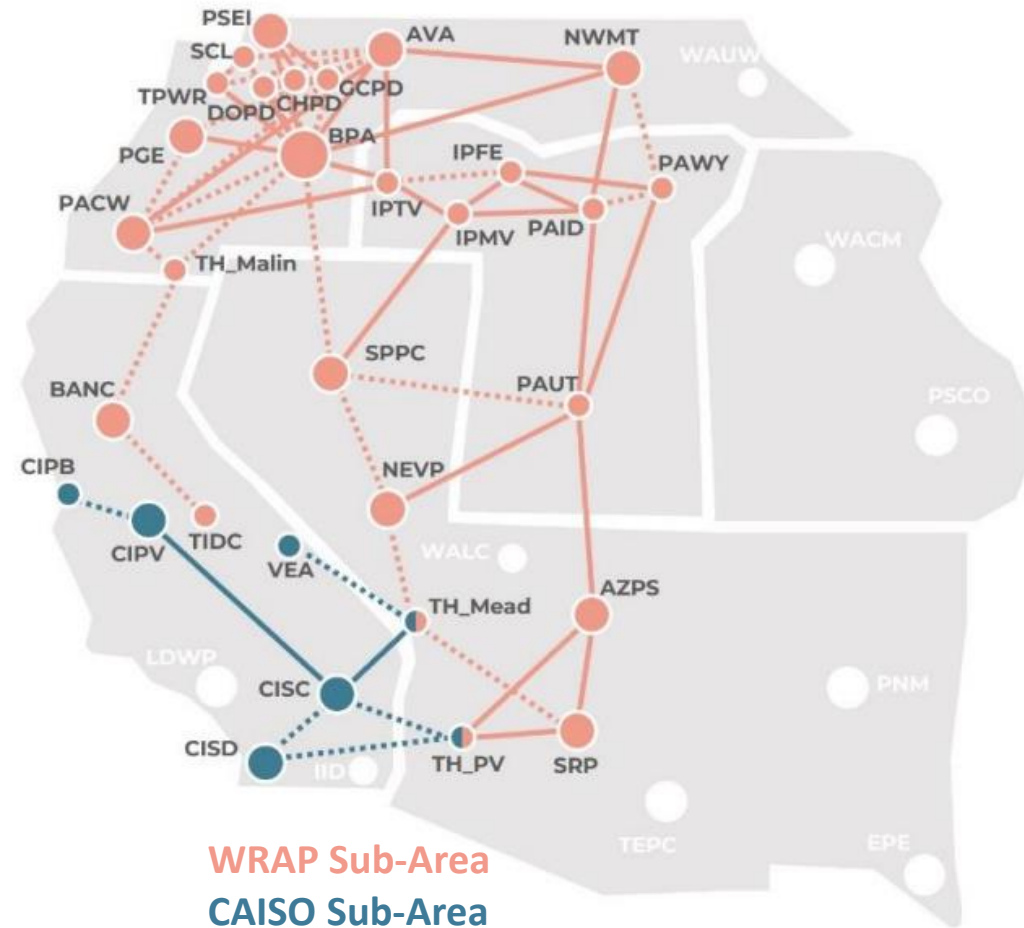 PSEI
AVA
NWMT
SCL
WAUW
TPWR
DOPD
CHPD
GCPD
BPA
PGE
IPFE
PAWY
PACW
IPTV
IPMV
PAID
TH_Malin
WACM
SPPC
PAUT
BANC
PSCO
CIPB
NEVP
CIPV
TIDC
VEA
WALC
AZPS
TH_Mead
LDWP
CISC
PNM
CISD
IID
TH_PV
SRP
TEPC
EPE
WRAP Sub-Area
CAISO Sub-Area